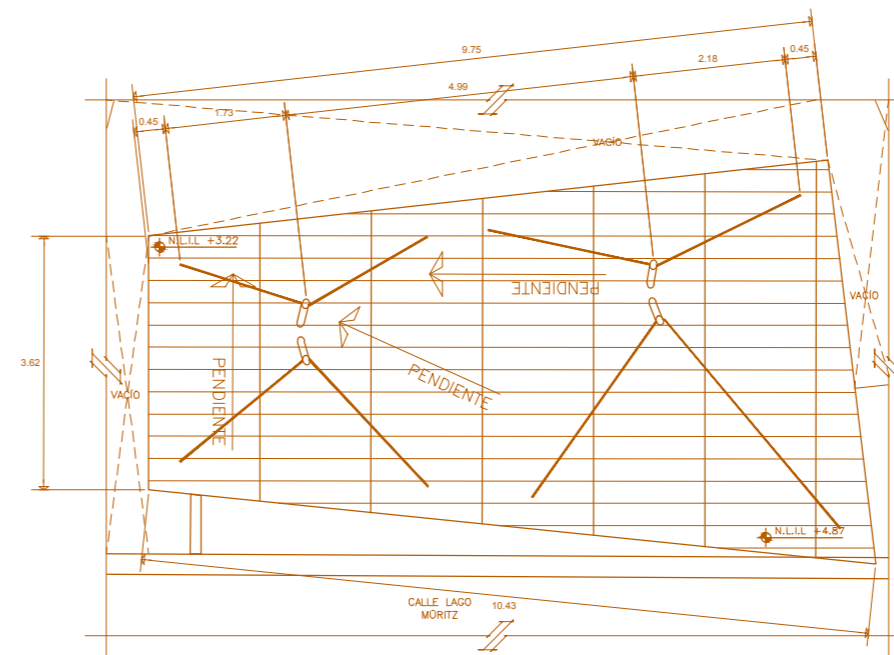 9.75
0.45
2.18
4.99
1.73
0.45
VACÍO
N.L.I.L +3.22
PENDIENTE
VACÍO
3.62
PENDIENTE
PENDIENTE
VACÍO
N.L.I.L +4.87
CALLE LAGO
MÜRITZ
10.43